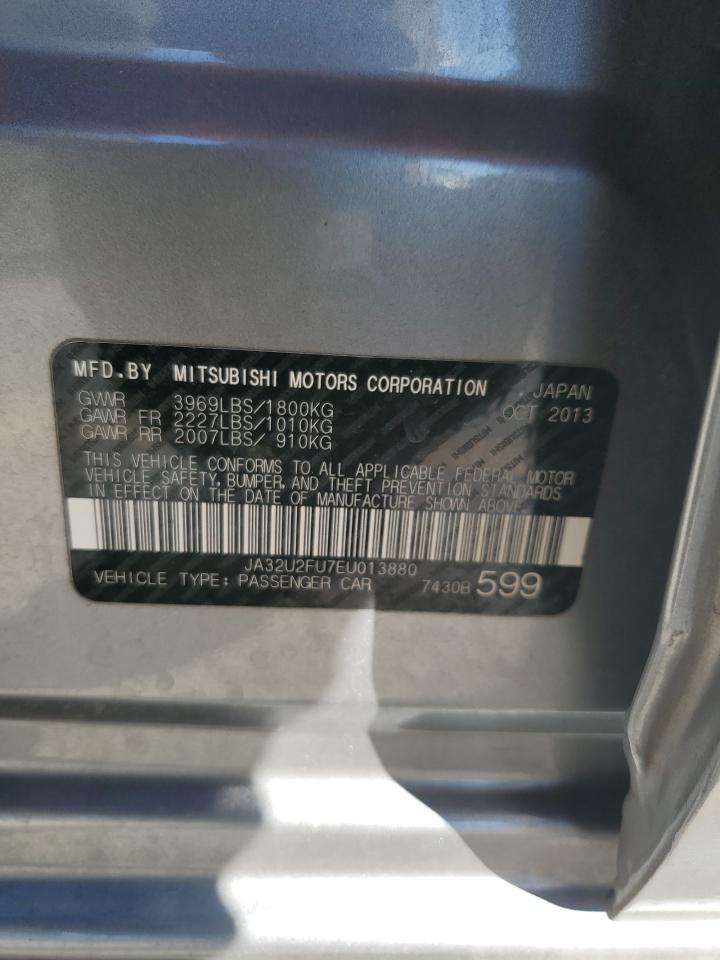 MFD.BY MITSUBISHI MOTORS CORPORATION JAPAN
GVWR 3969LBS/1800KG OCT 2013
GAWR FR 2227LBS/1010KG
GAWR RR 2007LBS/ 910KG
THIS VEHICLE CONFORMS TO ALL APPLICABLE FEDERAL MOTOR
VEHICLE SAFETY, BUMPER, AND THEFT PREVENTION STANDARDS
IN EFFECT ON THE DATE OF MANUFACTURE SHOWN ABOVE.
JA32U2FU7EU013880
VEHICLE TYPE: PASSENGER CAR 7430B 599